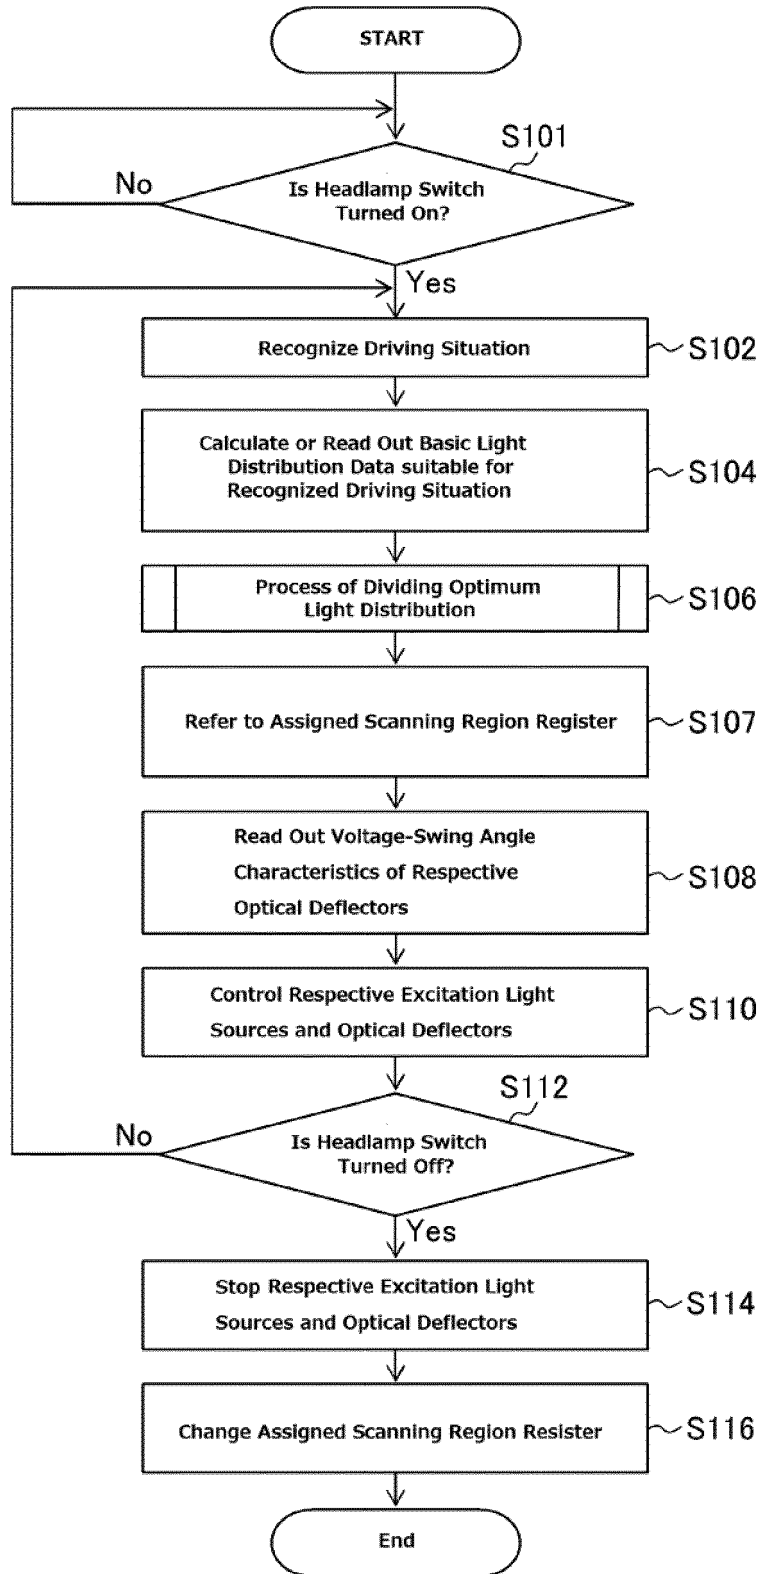 START
S101
No
Is Headlamp Switch
Turned On?
Yes
Recognize Driving Situation
S102
Calculate or Read Out Basic Light
Distribution Data suitable for
Recognized Driving Situation
S104
Process of Dividing Optimum
Light Distribution
S106
Refer to Assigned Scanning Region Register
S107
Read Out Voltage-Swing Angle
Characteristics of Respective
Optical Deflectors
S108
Control Respective Excitation Light
Sources and Optical Deflectors
S110
S112
No
Is Headlamp Switch
Turned Off?
Yes
Stop Respective Excitation Light
Sources and Optical Deflectors
S114
Change Assigned Scanning Region Resister
S116
End